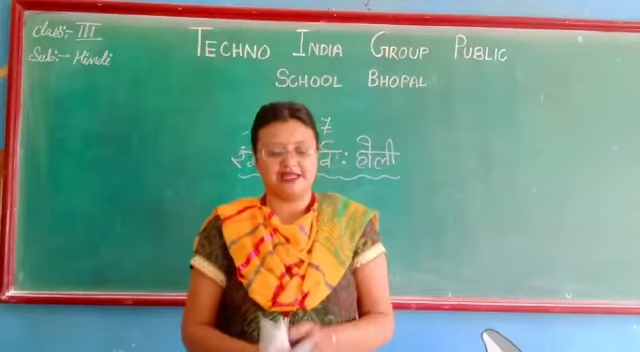 Class:- III
Sub:- Hindi
TECHNO INDIA GROUP PUBLIC
SCHOOL BHOPAL
7
: होली